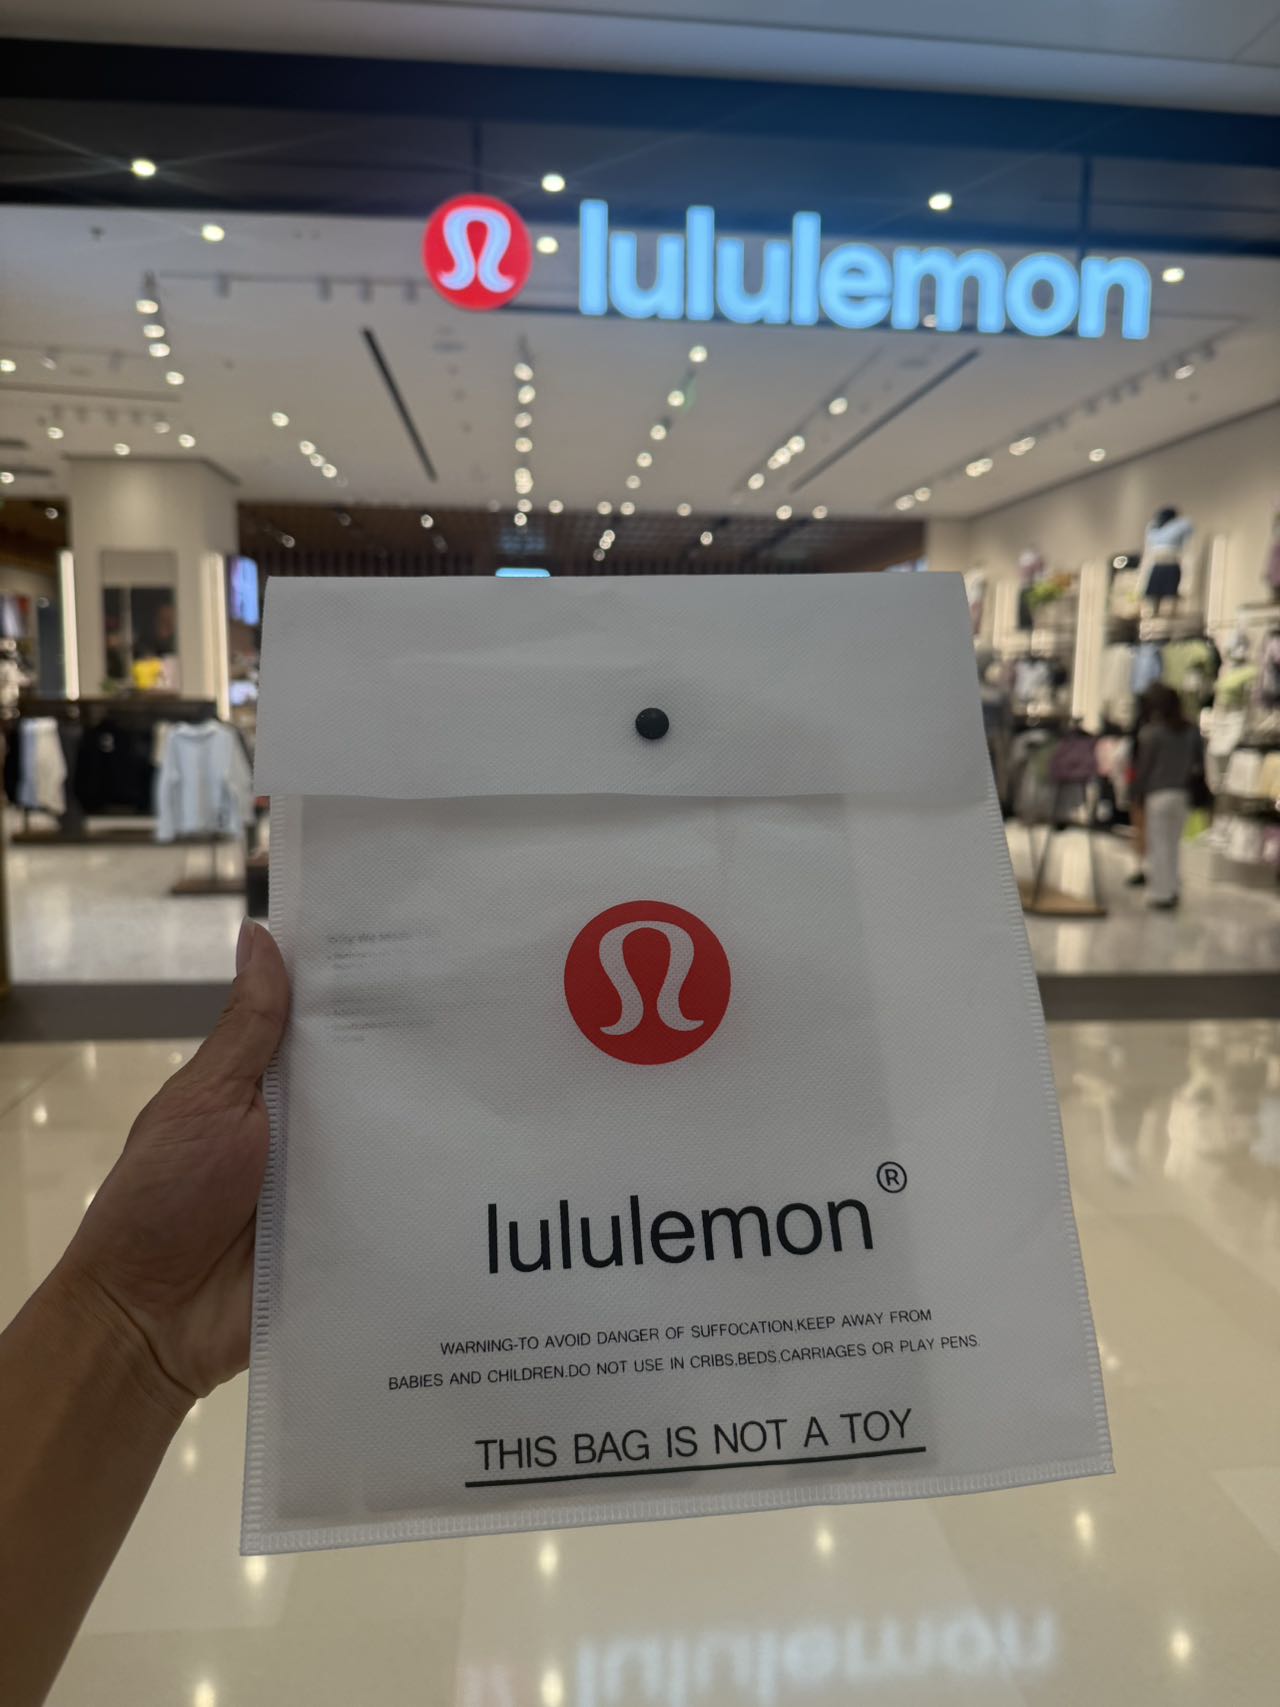 lululemon
lululemon®
WARNING-TO AVOID DANGER OF SUFFOCATION,KEEP AWAY FROM
BABIES AND CHILDREN.DO NOT USE IN CRIBS,BEDS,CARRIAGES OR PLAY PENS.
THIS BAG IS NOT A TOY
lululemon